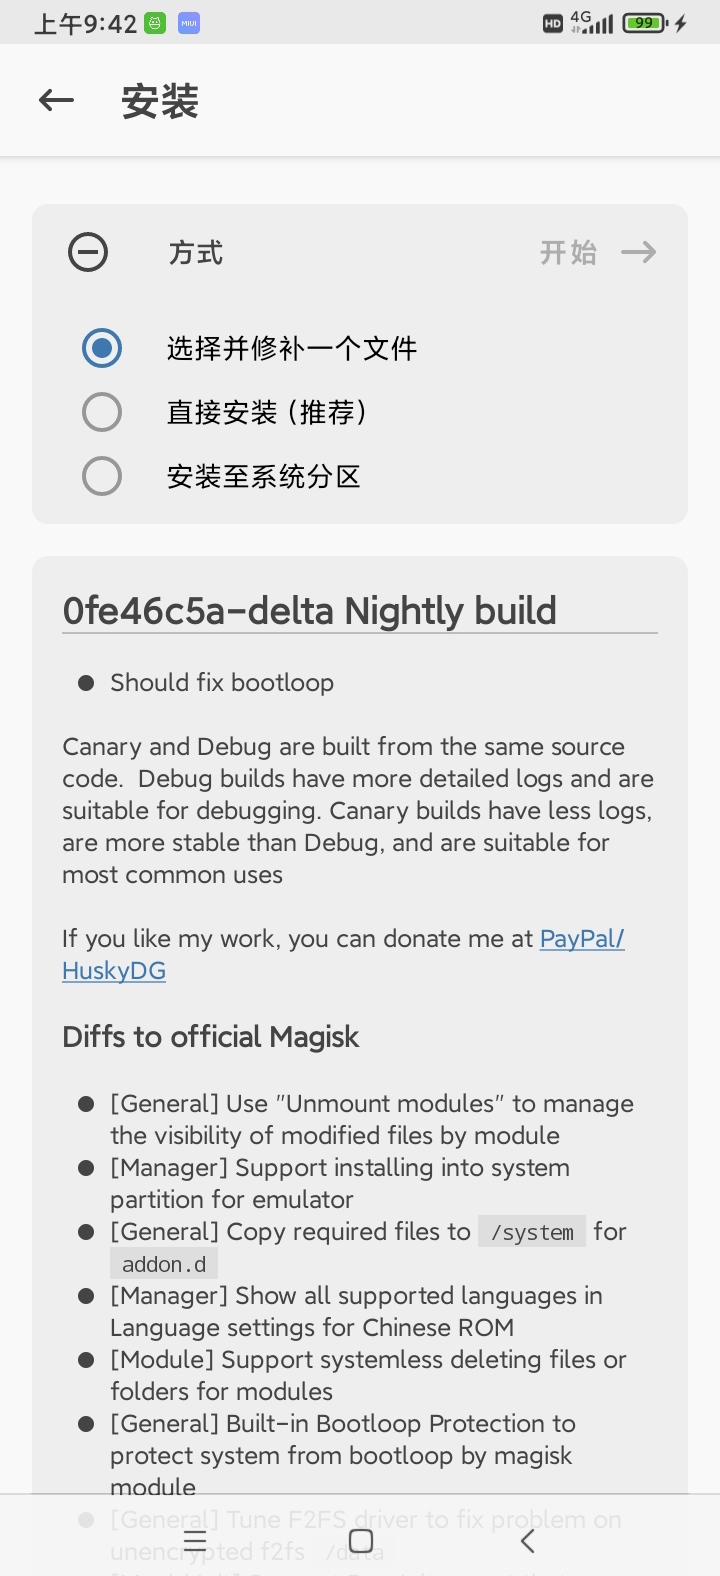 上午9:42
MIUI
HD
4G
99
安装
方式
开始
选择并修补一个文件
直接安装 (推荐)
安装至系统分区
0fe46c5a-delta Nightly build
Should fix bootloop
Canary and Debug are built from the same source
code.  Debug builds have more detailed logs and are
suitable for debugging. Canary builds have less logs,
are more stable than Debug, and are suitable for
most common uses
If you like my work, you can donate me at PayPal/
HuskyDG
Diffs to official Magisk
[General] Use "Unmount modules" to manage
the visibility of modified files by module
[Manager] Support installing into system
partition for emulator
[General] Copy required files to /system for
addon.d
[Manager] Show all supported languages in
Language settings for Chinese ROM
[Module] Support systemless deleting files or
folders for modules
[General] Built-in Bootloop Protection to
protect system from bootloop by magisk
module
[General] Tune F2FS driver to fix problem on
unencrypted f2fs /data